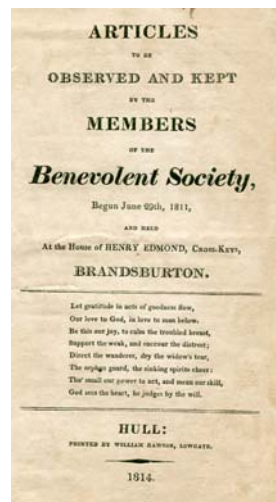 ARTICLES
TO BE
OBSERVED AND KEPT
BY THE
MEMBERS
OF THE
Benevolent Society,
Begun June 29th, 1811,
AND HELD
At the House of HENRY EDMOND, CROSS-KEYS,
BRANDSBURTON.
Let gratitude in acts of goodness flow,
Our love to God, in love to man below.
Be this our joy, to calm the troubled breast,
Support the weak, and succour the distrest;
Direct the wanderer, dry the widow's tear,
The orphan guard, the sinking spirits cheer:
Tho' small our power to act, and mean our skill,
God sees the heart, he judges by the will.
HULL:
PRINTED BY WILLIAM RAWSON, LOWGATE.
1814.